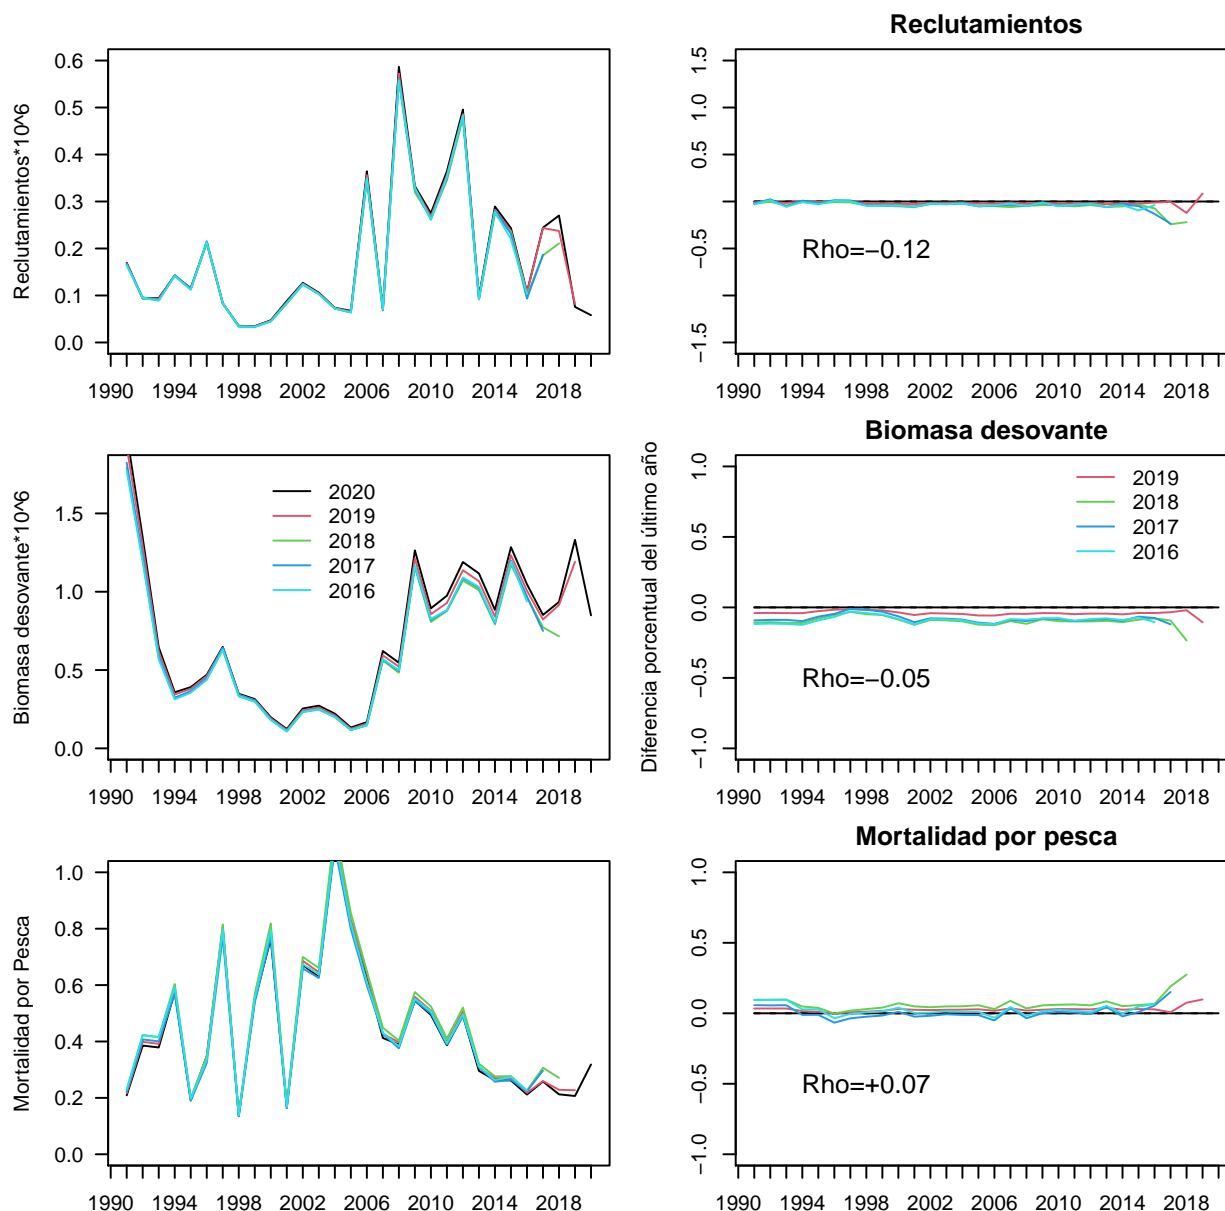 Reclutamientos
Reclutamientos*10^6
0.6
0.5
0.4
0.3
0.2
0.1
0.0
1990 1994 1998 2002 2006 2010 2014 2018
1.5
1.0
0.5
−0.5
−1.5
Rho=−0.12
1990 1994 1998 2002 2006 2010 2014 2018
Biomasa desovante
Biomasa desovante*10^6
1.5
1.0
0.5
0.0
2020
2019
2018
2017
2016
1990 1994 1998 2002 2006 2010 2014 2018
Diferencia porcentual del último año
1.0
0.5
0.0
−0.5
−1.0
2019
2018
2017
2016
Rho=−0.05
1990 1994 1998 2002 2006 2010 2014 2018
Mortalidad por pesca
Mortalidad por Pesca
1.0
0.8
0.6
0.4
0.2
0.0
1990 1994 1998 2002 2006 2010 2014 2018
1.0
0.5
0.0
−0.5
−1.0
Rho=+0.07
1990 1994 1998 2002 2006 2010 2014 2018